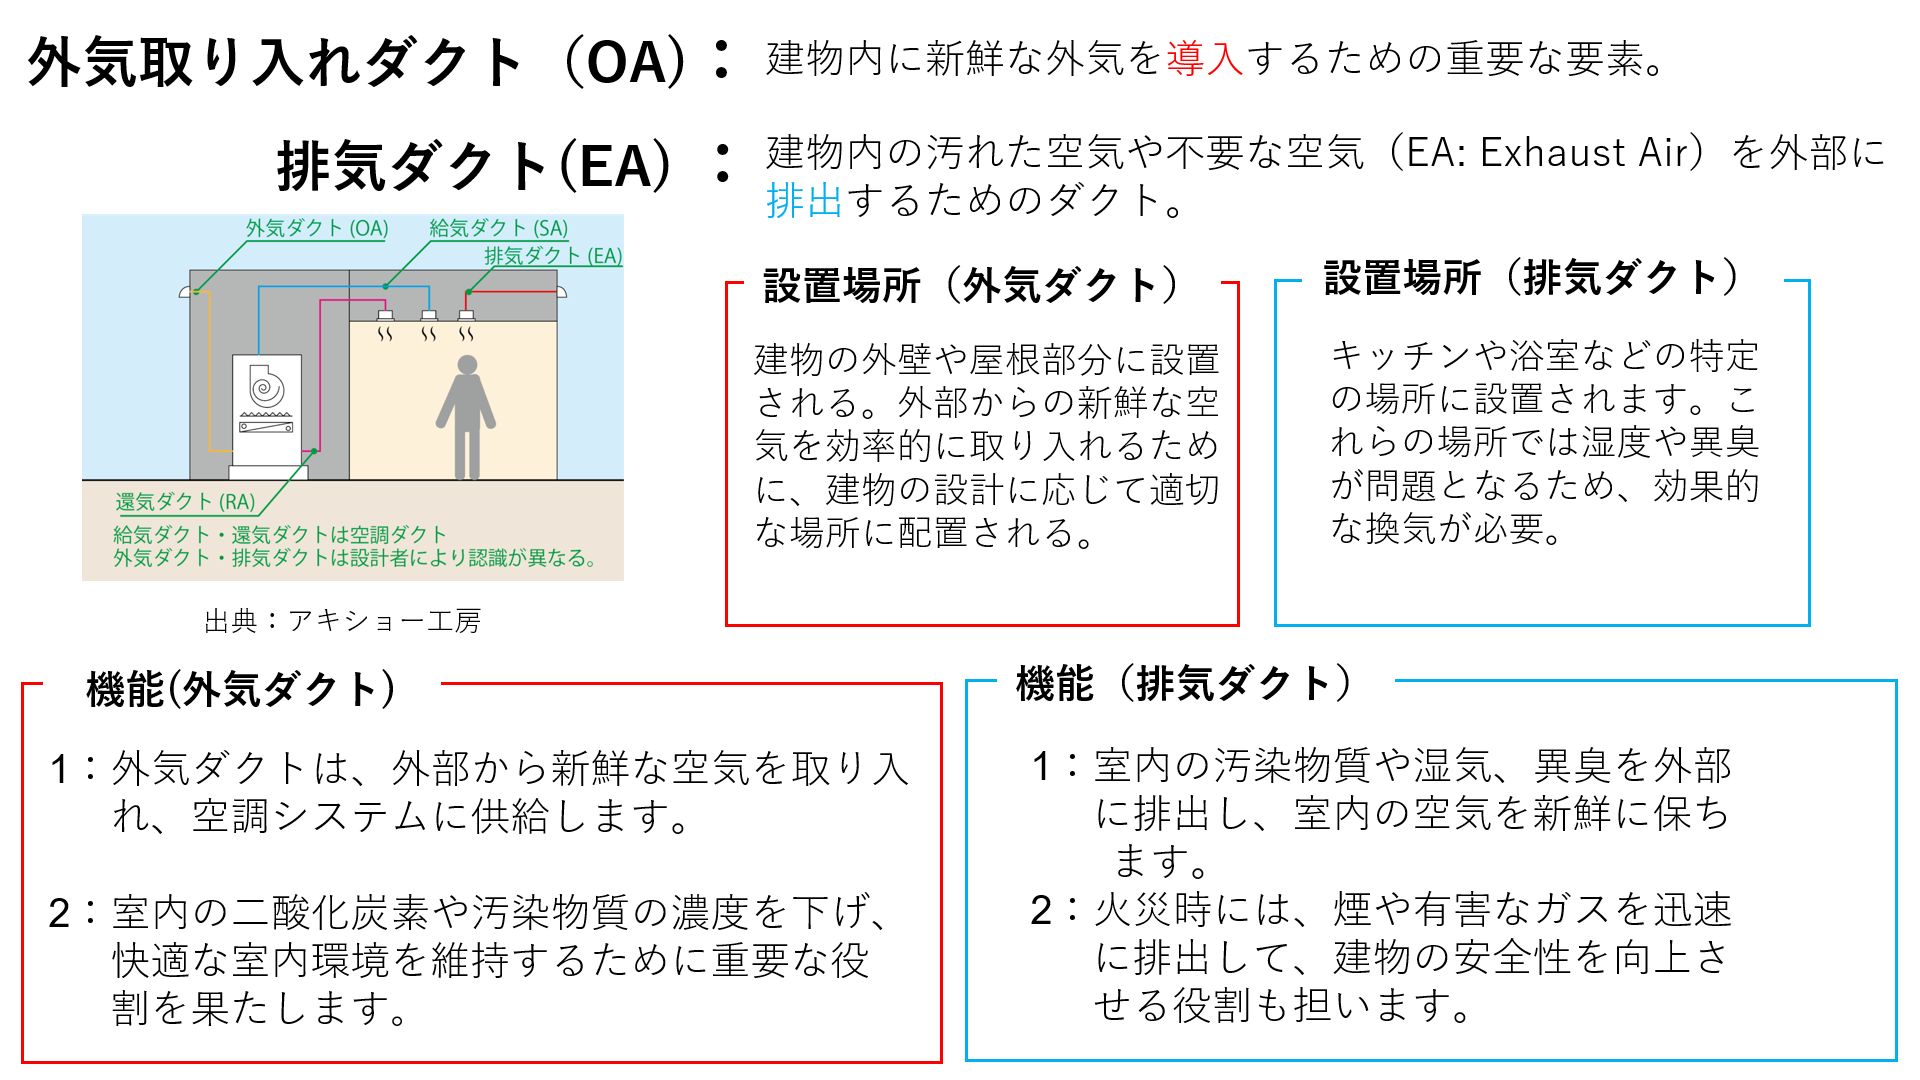 外気取り入れダクト（OA)：
建物内に新鮮な外気を導入するための重要な要素。
排気ダクト(EA) ：
建物内の汚れた空気や不要な空気（EA: Exhaust Air）を外部に
排出するためのダクト。
外気ダクト (OA)
給気ダクト (SA)
排気ダクト (EA)
還気ダクト (RA)
給気ダクト・還気ダクトは空調ダクト
外気ダクト・排気ダクトは設計者により認識が異なる。
出典：アキショー工房
設置場所（外気ダクト）
建物の外壁や屋根部分に設置
される。外部からの新鮮な空
気を効率的に取り入れるため
に、建物の設計に応じて適切
な場所に配置される。
設置場所（排気ダクト）
キッチンや浴室などの特定
の場所に設置されます。こ
れらの場所では湿度や異臭
が問題となるため、効果的
な換気が必要。
機能(外気ダクト)
1：外気ダクトは、外部から新鮮な空気を取り入
れ、空調システムに供給します。
2：室内の二酸化炭素や汚染物質の濃度を下げ、
快適な室内環境を維持するために重要な役
割を果たします。
機能（排気ダクト）
1：室内の汚染物質や湿気、異臭を外部
に排出し、室内の空気を新鮮に保ち
ます。
2：火災時には、煙や有害なガスを迅速
に排出して、建物の安全性を向上さ
せる役割も担います。